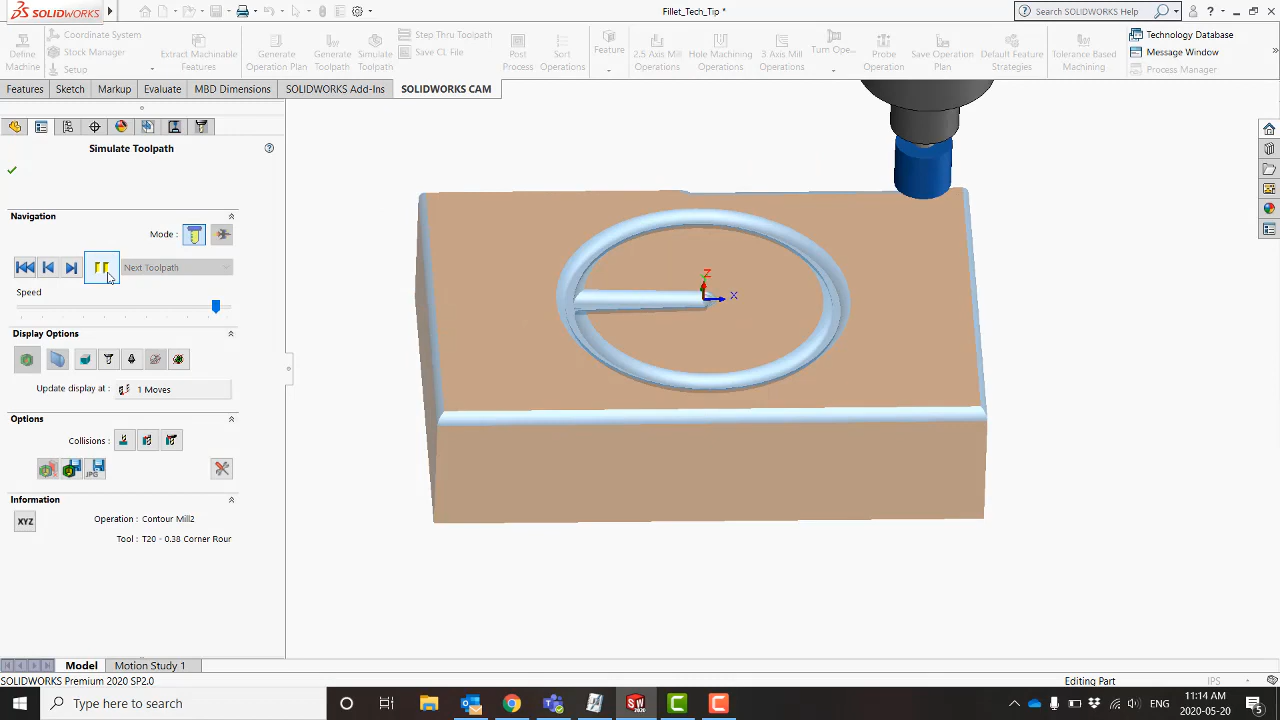 SOLIDWORKS
Fillet_Tech_Tip *
Search SOLIDWORKS Help
Define Machine
Coordinate System
Stock Manager
Setup
Extract Machinable Features
Generate Operation Plan
Generate Toolpath
Simulate Toolpath
Step Thru Toolpath
Save CL File
Post Process
Sort Operations
Feature
2.5 Axis Mill Operations
Hole Machining Operations
3 Axis Mill Operations
Turn Ope...
Probe Operation
Save Operation Plan
Default Feature Strategies
Tolerance Based Machining
Technology Database
Message Window
Process Manager
Features
Sketch
Markup
Evaluate
MBD Dimensions
SOLIDWORKS Add-Ins
SOLIDWORKS CAM
Simulate Toolpath
Navigation
Mode :
Next Toolpath
Speed
Display Options
Update display at :
1 Moves
Options
Collisions:
JPG
Information
XYZ
Operation: Contour Mill2
Tool : T20 - 0.38 Corner Rour
Z
X
Model
Motion Study 1
SOLIDWORKS Premium 2020 SP2.0
Editing Part
IPS
Type here to search
SW
2020
11:14 AM
2020-05-20